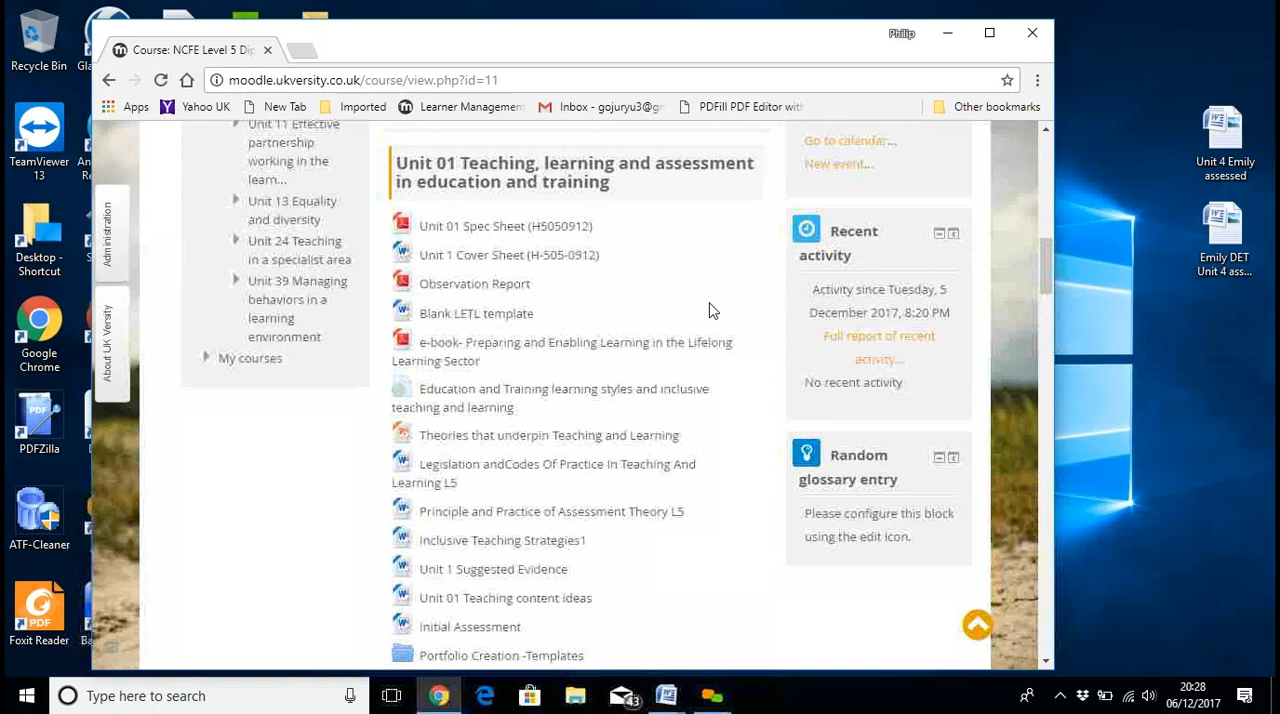 Recycle Bin
TeamViewer
13
Desktop -
Shortcut
Google
Chrome
PDF
PDFZilla
ATF-Cleaner
Foxit Reader
Course: NCFE Level 5 Dip
Philip
moodle.ukversity.co.uk/course/view.php?id=11
Apps
Yahoo UK
New Tab
Imported
Learner Management
Inbox - gojuryu3@gm
PDFill PDF Editor with
Other bookmarks
Administration
About UK Versity
Unit 11 Effective
partnership
working in the
learn...
Unit 13 Equality
and diversity
Unit 24 Teaching
in a specialist area
Unit 39 Managing
behaviors in a
learning
environment
My courses
Unit 01 Teaching, learning and assessment
in education and training
Unit 01 Spec Sheet (H5050912)
Unit 1 Cover Sheet (H-505-0912)
Observation Report
Blank LETL template
e-book- Preparing and Enabling Learning in the Lifelong
Learning Sector
Education and Training learning styles and inclusive
teaching and learning
Theories that underpin Teaching and Learning
Legislation andCodes Of Practice In Teaching And
Learning L5
Principle and Practice of Assessment Theory L5
Inclusive Teaching Strategies1
Unit 1 Suggested Evidence
Unit 01 Teaching content ideas
Initial Assessment
Portfolio Creation -Templates
Go to calendar...
New event...
Recent
activity
Activity since Tuesday, 5
December 2017, 8:20 PM
Full report of recent
activity...
No recent activity
Random
glossary entry
Please configure this block
using the edit icon.
Unit 4 Emily
assessed
Emily DET
Unit 4 ass...
Type here to search
43
20:28
06/12/2017